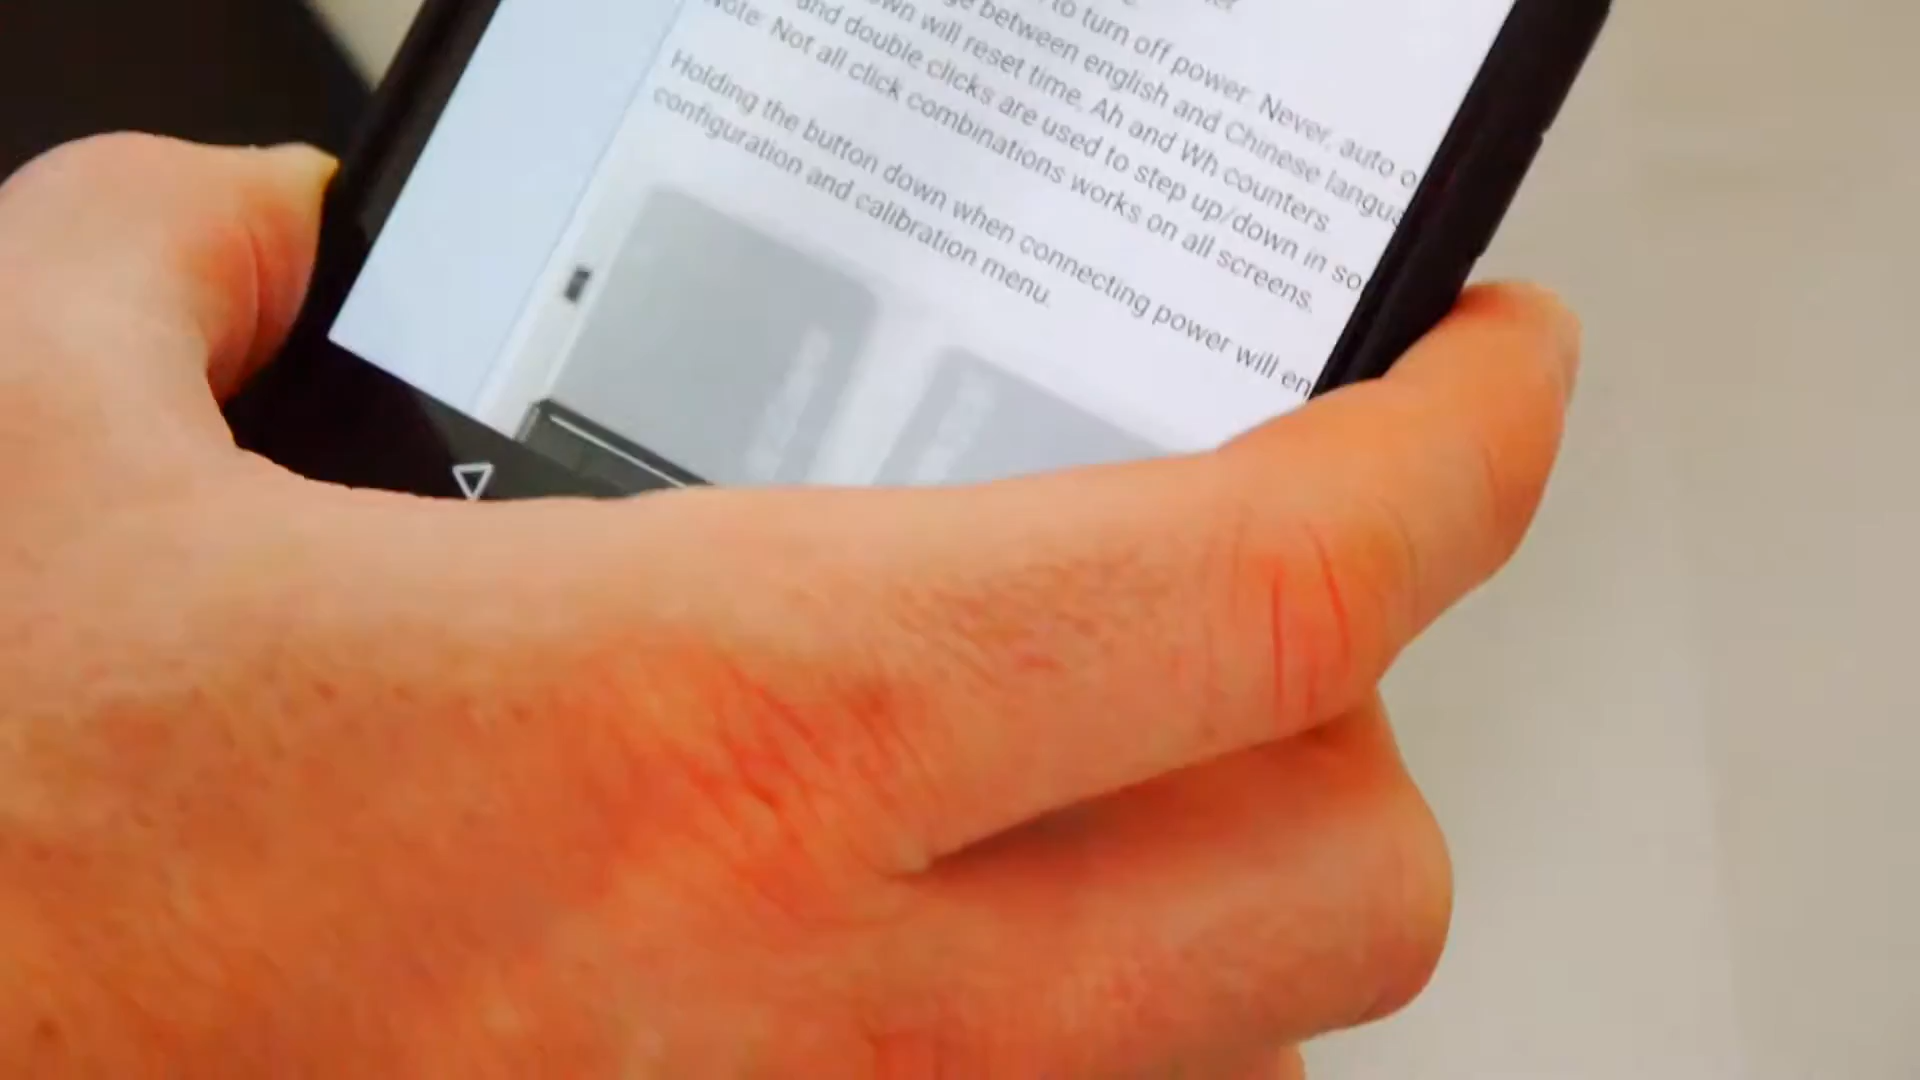 to turn off power: Never, auto o
between english and Chinese langua
will reset time, Ah and Wh counters.
and double clicks are used to step up/down in so
Note: Not all click combinations works on all screens.
Holding the button down when connecting power will en
configuration and calibration menu.